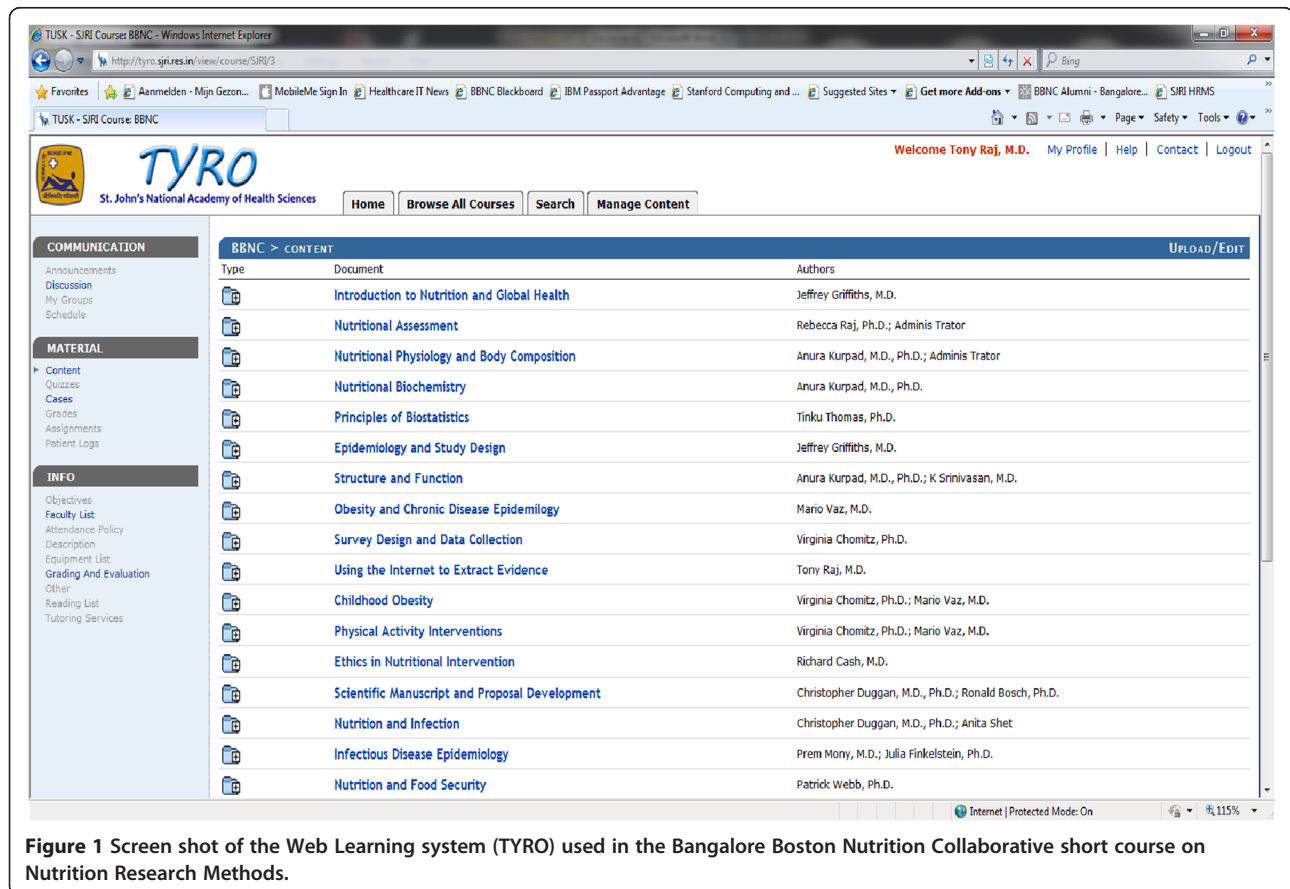 TUSK - SJRI Course: BBNC - Windows Internet Explorer
http://tyro.sjri.res.in/view/course/SJRI/3
Bing
Favorites Aanmelden - Mijn Gezon... MobileMe Sign In Healthcare IT News BBNC Blackboard IBM Passport Advantage Stanford Computing and ... Suggested Sites Get more Add-ons BBNC Alumni - Bangalore... SJRI HRMS
TUSK - SJRI Course: BBNC
Page Safety Tools
Welcome Tony Raj, M.D. My Profile | Help | Contact | Logout
TYRO
St. John's National Academy of Health Sciences
Home Browse All Courses Search Manage Content
COMMUNICATION
Announcements
Discussion
My Groups
Schedule
MATERIAL
Content
Quizzes
Cases
Grades
Assignments
Patient Logs
INFO
Objectives
Faculty List
Attendance Policy
Description
Equipment List
Grading And Evaluation
Other
Reading List
Tutoring Services
BBNC > CONTENT UPLOAD/EDIT
Type Document Authors
Introduction to Nutrition and Global Health Jeffrey Griffiths, M.D.
Nutritional Assessment Rebecca Raj, Ph.D.; Adminis Trator
Nutritional Physiology and Body Composition Anura Kurpad, M.D., Ph.D.; Adminis Trator
Nutritional Biochemistry Anura Kurpad, M.D., Ph.D.
Principles of Biostatistics Tinku Thomas, Ph.D.
Epidemiology and Study Design Jeffrey Griffiths, M.D.
Structure and Function Anura Kurpad, M.D., Ph.D.; K Srinivasan, M.D.
Obesity and Chronic Disease Epidemilogy Mario Vaz, M.D.
Survey Design and Data Collection Virginia Chomitz, Ph.D.
Using the Internet to Extract Evidence Tony Raj, M.D.
Childhood Obesity Virginia Chomitz, Ph.D.; Mario Vaz, M.D.
Physical Activity Interventions Virginia Chomitz, Ph.D.; Mario Vaz, M.D.
Ethics in Nutritional Intervention Richard Cash, M.D.
Scientific Manuscript and Proposal Development Christopher Duggan, M.D., Ph.D.; Ronald Bosch, Ph.D.
Nutrition and Infection Christopher Duggan, M.D., Ph.D.; Anita Shet
Infectious Disease Epidemiology Prem Mony, M.D.; Julia Finkelstein, Ph.D.
Nutrition and Food Security Patrick Webb, Ph.D.
Internet | Protected Mode: On 115%
Figure 1 Screen shot of the Web Learning system (TYRO) used in the Bangalore Boston Nutrition Collaborative short course on
Nutrition Research Methods.